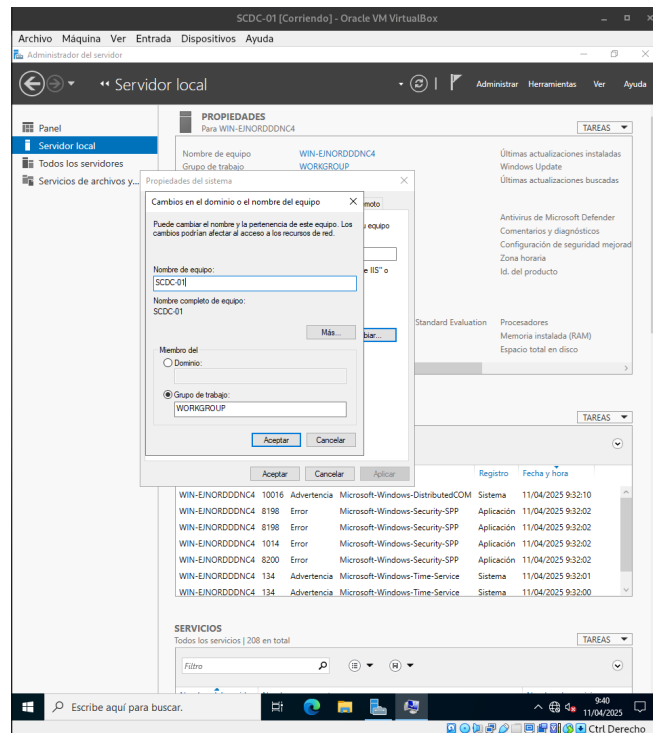 SCDC-01 [Corriendo] - Oracle VM VirtualBox
Archivo Máquina Ver Entrada Dispositivos Ayuda
Administrador del servidor
Servidor local
Administrar Herramientas Ver Ayuda
Panel
Servidor local
Todos los servidores
Servicios de archivos y...
PROPIEDADES
Para WIN-EJNORDDDNC4
TAREAS
Nombre de equipo WIN-EJNORDDDNC4 Últimas actualizaciones instaladas
Grupo de trabajo WORKGROUP Windows Update
Últimas actualizaciones buscadas
Antivirus de Microsoft Defender
Comentarios y diagnósticos
Configuración de seguridad mejorad
Zona horaria
Id. del producto
Standard Evaluation Procesadores
Memoria instalada (RAM)
Espacio total en disco
Propiedades del sistema
moto
equipo
e IIS" o
biar...
Aceptar Cancelar Aplicar
Cambios en el dominio o el nombre del equipo
Puede cambiar el nombre y la pertenencia de este equipo. Los
cambios podrían afectar al acceso a los recursos de red.
Nombre de equipo:
SCDC-01
Nombre completo de equipo:
SCDC-01
Más...
Miembro del
Dominio:
Grupo de trabajo:
WORKGROUP
Aceptar Cancelar
TAREAS
Registro Fecha y hora
WIN-EJNORDDDNC4 10016 Advertencia Microsoft-Windows-DistributedCOM Sistema 11/04/2025 9:32:10
WIN-EJNORDDDNC4 8198 Error Microsoft-Windows-Security-SPP Aplicación 11/04/2025 9:32:02
WIN-EJNORDDDNC4 8198 Error Microsoft-Windows-Security-SPP Aplicación 11/04/2025 9:32:02
WIN-EJNORDDDNC4 1014 Error Microsoft-Windows-Security-SPP Aplicación 11/04/2025 9:32:02
WIN-EJNORDDDNC4 8200 Error Microsoft-Windows-Security-SPP Aplicación 11/04/2025 9:32:02
WIN-EJNORDDDNC4 134 Advertencia Microsoft-Windows-Time-Service Sistema 11/04/2025 9:32:01
WIN-EJNORDDDNC4 134 Advertencia Microsoft-Windows-Time-Service Sistema 11/04/2025 9:32:00
SERVICIOS
Todos los servicios | 208 en total
TAREAS
Filtro
Escribe aquí para buscar.
9:40
11/04/2025
Ctrl Derecho